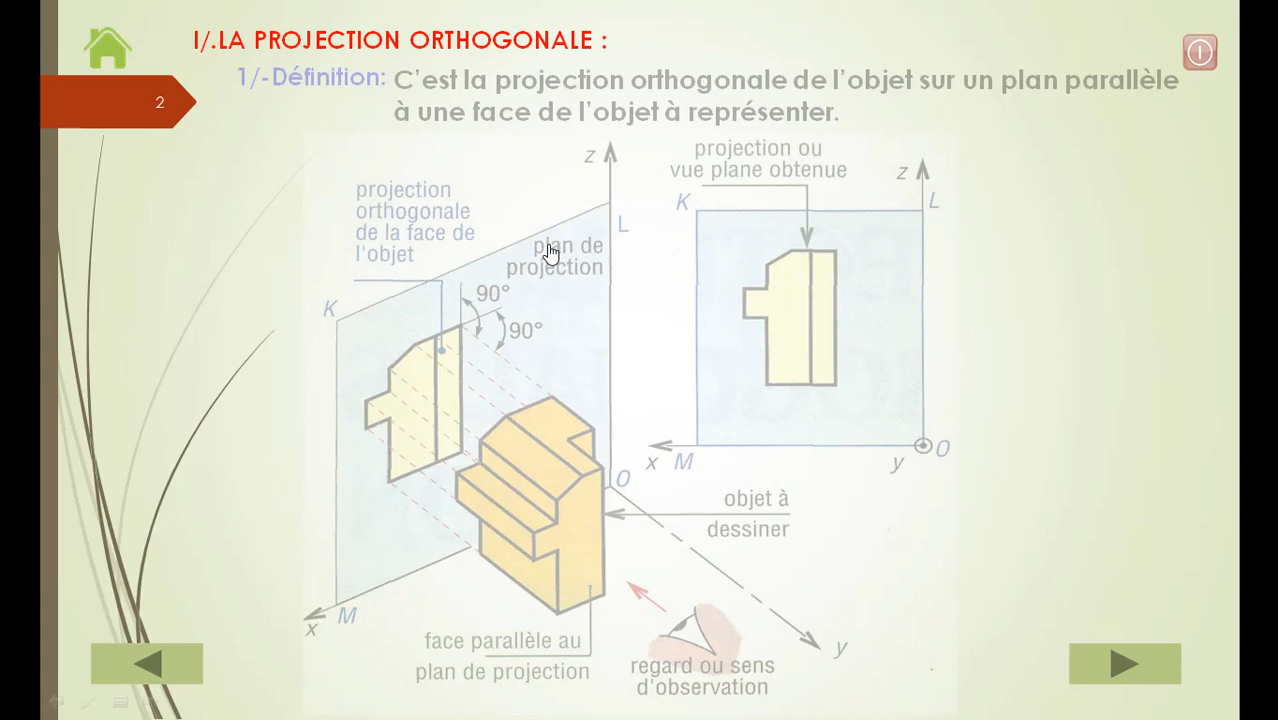 I/.LA PROJECTION ORTHOGONALE :
1/-Définition: C'est la projection orthogonale de l'objet sur un plan parallèle
à une face de l'objet à représenter.
2
projection
orthogonale
de la face de
l'objet
z
L
plan de
projection
K
90°
90°
O
M
x
y
objet à
dessiner
face parallèle au
plan de projection
regard ou sens
d'observation
projection ou
vue plane obtenue
z
K
L
x
M
y
O